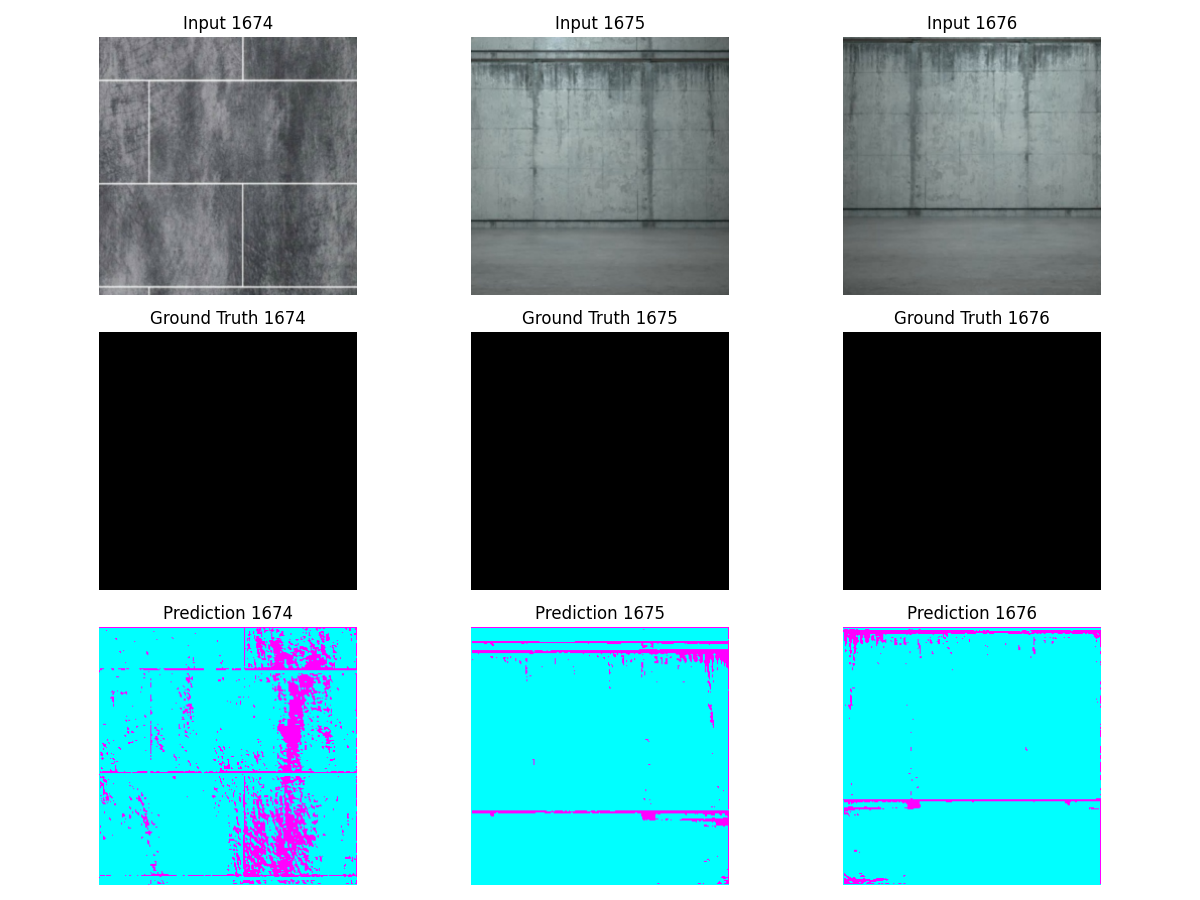 Input 1674
Input 1675
Input 1676
Ground Truth 1674
Ground Truth 1675
Ground Truth 1676
Prediction 1674
Prediction 1675
Prediction 1676